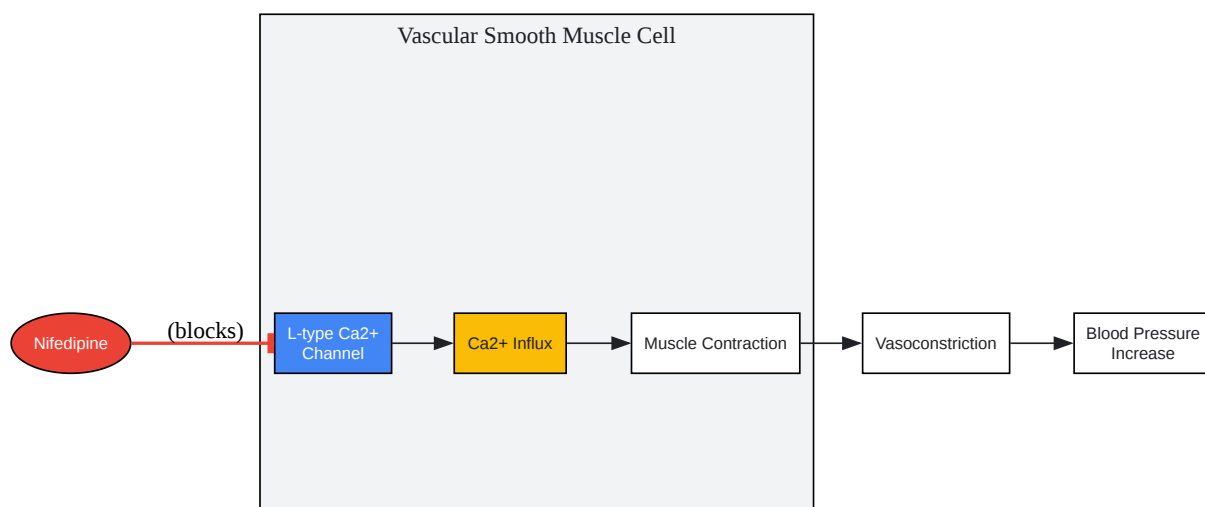 Vascular Smooth Muscle Cell
Nifedipine
(blocks)
L-type Ca2+
Channel
Ca2+ Influx
Muscle Contraction
Vasoconstriction
Blood Pressure
Increase